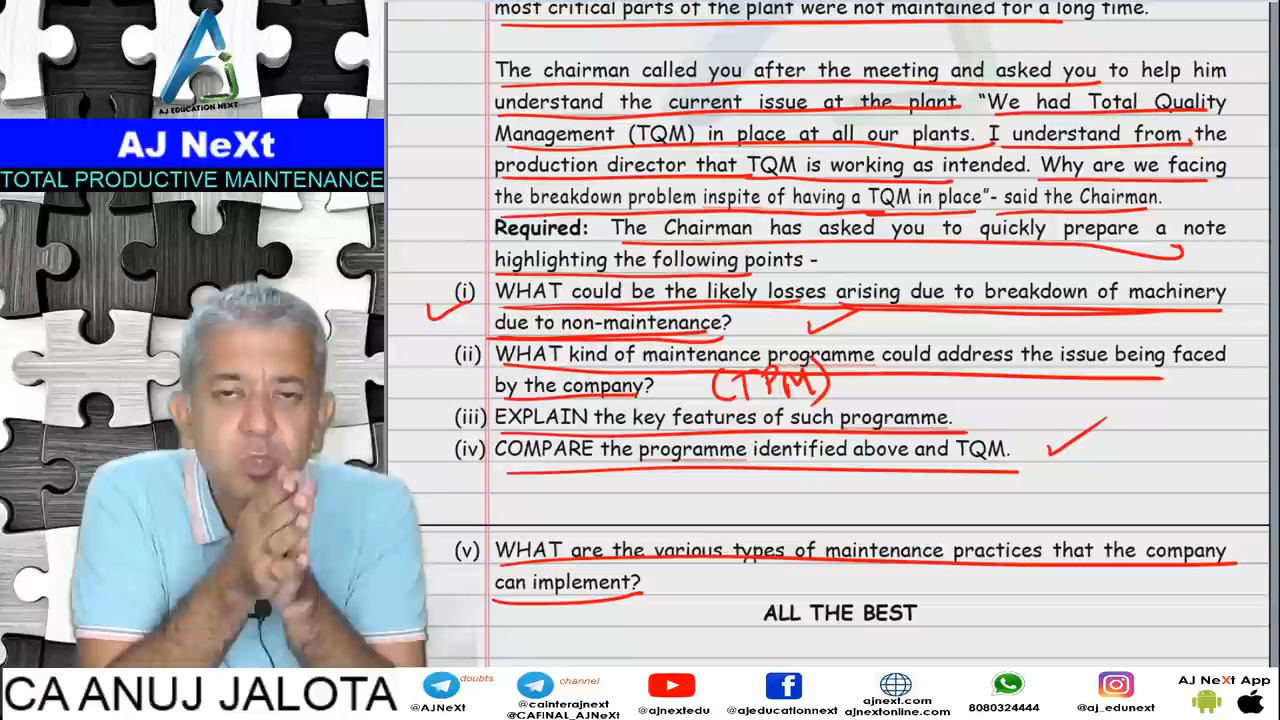 most critical parts of the plant were not maintained for a long time.
AJ EDUCATION NEXT
AJ NeXt
TOTAL PRODUCTIVE MAINTENANCE
The chairman called you after the meeting and asked you to help him
understand the current issue at the plant "We had Total Quality
Management (TQM) in place at all our plants. I understand from the
production director that TQM is working as intended. Why are we facing
the breakdown problem inspite of having a TQM in place"- said the Chairman.
Required: The Chairman has asked you to quickly prepare a note
highlighting the following points -
(i) WHAT could be the likely losses arising due to breakdown of machinery
due to non-maintenance?
(ii) WHAT kind of maintenance programme could address the issue being faced
by the company? (TPM)
(iii) EXPLAIN the key features of such programme.
(iv) COMPARE the programme identified above and TQM.
(v) WHAT are the various types of maintenance practices that the company
can implement?
ALL THE BEST
CA ANUJ JALOTA
doubts
@AJNeXt
channel
@cainterajnext
@CAFINAL_AJNeXt
@ajnextedu
@ajeducationnext
ajnext.com
ajnextonline.com
8080324444
@aj_edunext
AJ NeXt App